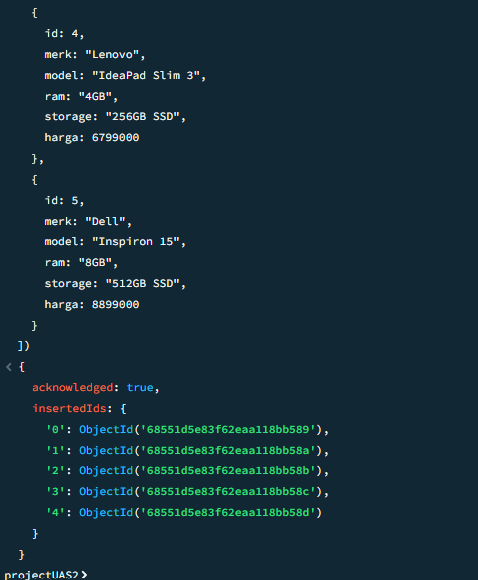 {
id: 4,
merk: "Lenovo",
model: "IdeaPad Slim 3",
ram: "4GB",
storage: "256GB SSD",
harga: 6799000
},
{
id: 5,
merk: "Dell",
model: "Inspiron 15",
ram: "8GB",
storage: "512GB SSD",
harga: 8899000
}
])
< {
acknowledged: true,
insertedIds: {
'0': ObjectId('68551d5e83f62eaa118bb589'),
'1': ObjectId('68551d5e83f62eaa118bb58a'),
'2': ObjectId('68551d5e83f62eaa118bb58b'),
'3': ObjectId('68551d5e83f62eaa118bb58c'),
'4': ObjectId('68551d5e83f62eaa118bb58d')
}
}
projectUAS2>